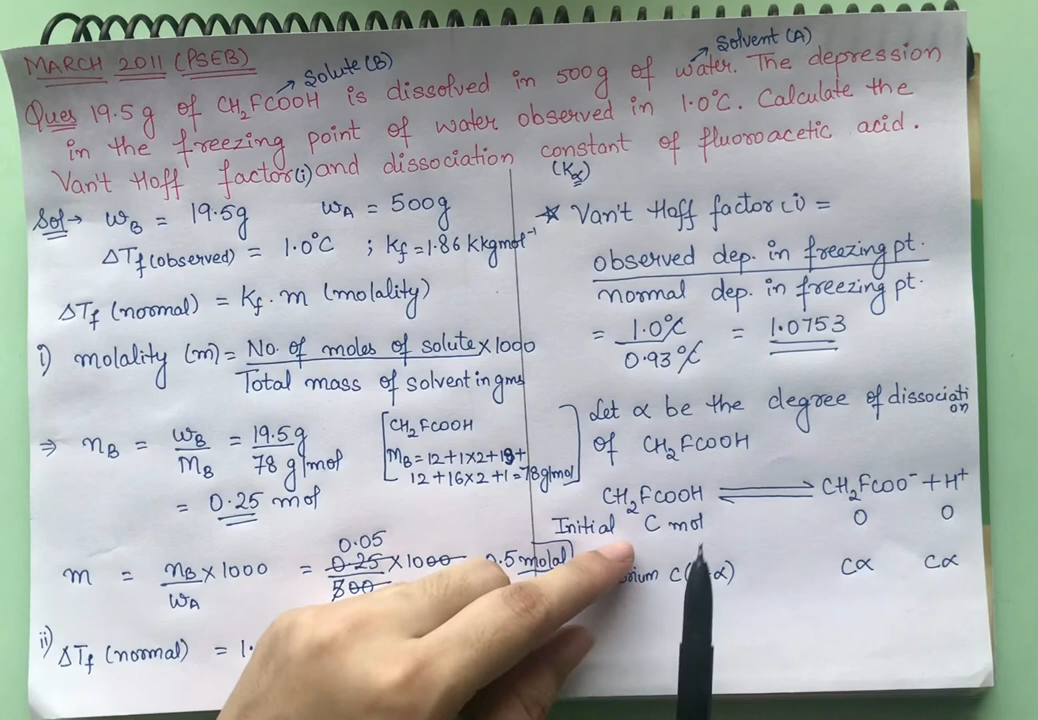 MARCH 2011 (PSEB)
→ Solute (B)
→ Solvent (A)
Ques 19.5 g of CH₂FCOOH is dissolved in 500g of water. The depression
in the freezing point of water observed in 1.0°C. Calculate the
Van't Hoff factor(i) and dissociation constant of fluoroacetic acid.
(Kα)
Sol → WB = 19.5g WA = 500g
ΔTf (observed) = 1.0°C ; Kf = 1.86 K kg mol⁻¹
ΔTf (normal) = Kf . m (molality)
i) molality (m) = No. of moles of solute × 1000
Total mass of solvent in gms
⇒ nB = WB = 19.5g
MB 78 g/mol
= 0.25 mol
[CH₂FCOOH
MB = 12+1×2+19+
12+16×2+1 = 78g/mol]
0.05
m = nB × 1000 = 0.25 × 1000 0.5 molal
WA 500
ii) ΔTf (normal) = 1.
* Van't Hoff factor (i) =
observed dep. in freezing pt.
normal dep. in freezing pt.
= 1.0°C = 1.0753
0.93°C
Let α be the degree of dissociation
of CH₂FCOOH
CH₂FCOOH ⇌ CH₂FCOO⁻ + H⁺
Initial C mol 0 0
rium C( α) Cα Cα